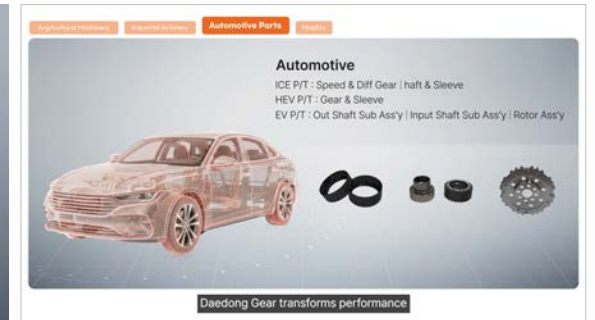 Agricultural Machinery
Industrial Activery
Automotive Parts
Mobility
Automotive
ICE P/T : Speed & Diff Gear | haft & Sleeve
HEV P/T : Gear & Sleeve
EV P/T : Out Shaft Sub Ass'y | Input Shaft Sub Ass'y | Rotor Ass'y
Daedong Gear transforms performance